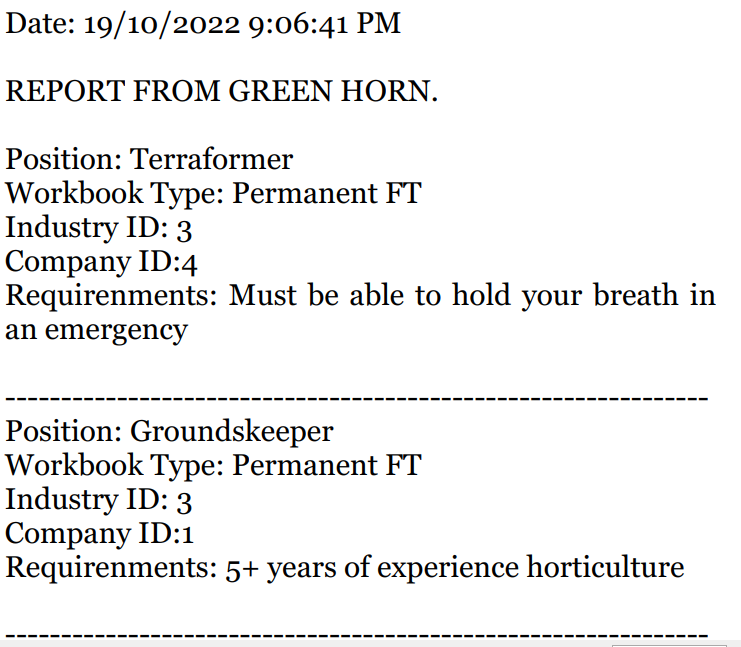 Date: 19/10/2022 9:06:41 PM
REPORT FROM GREEN HORN.
Position: Terraformer
Workbook Type: Permanent FT
Industry ID: 3
Company ID:4
Requirenments: Must be able to hold your breath in
an emergency
----------------------------------------------------------------
Position: Groundskeeper
Workbook Type: Permanent FT
Industry ID: 3
Company ID:1
Requirenments: 5+ years of experience horticulture
----------------------------------------------------------------